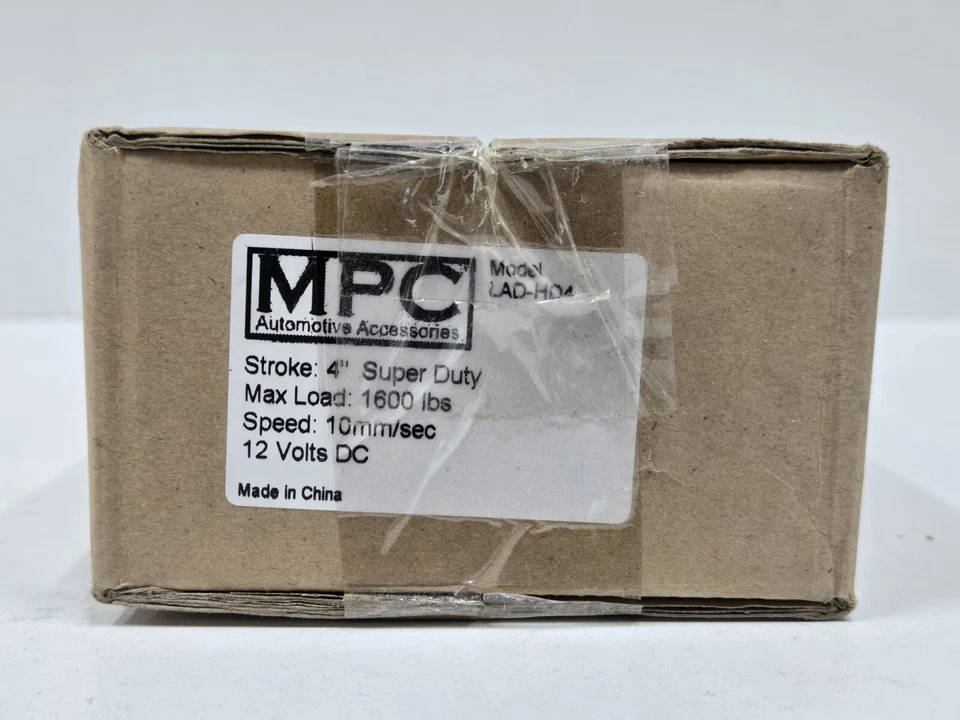 MPC
Automotive Accessories
Model
LAD-HD4
Stroke: 4" Super Duty
Max Load: 1600 lbs
Speed: 10mm/sec
12 Volts DC
Made in China